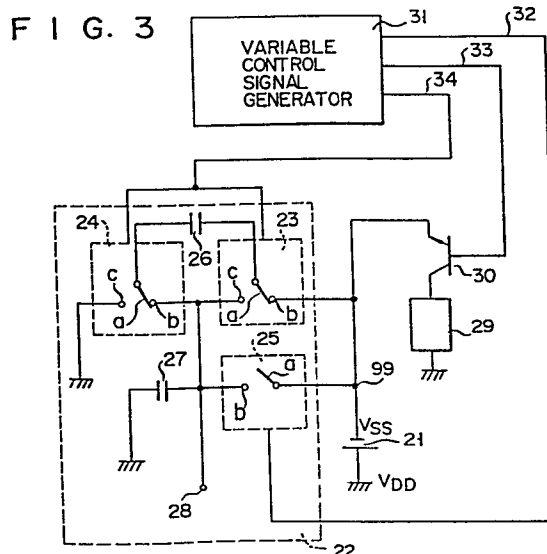 FIG. 3
31
32
VARIABLE
CONTROL
SIGNAL
GENERATOR
33
34
24
23
26
c
a
b
c
a
b
30
29
25
a
27
b
99
VSS
21
VDD
28
22